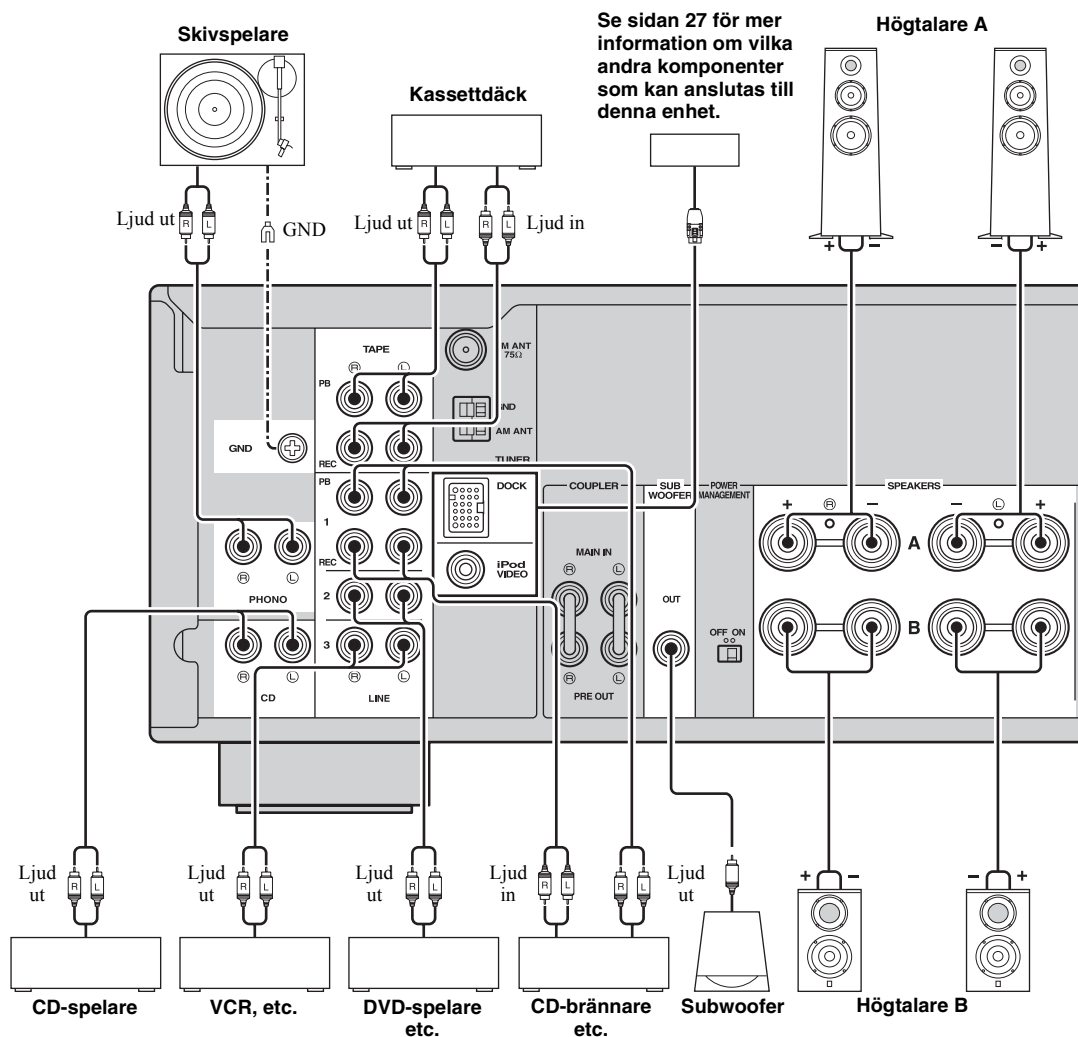 Skivspelare
Kassettdäck
Se sidan 27 för mer
information om vilka
andra komponenter
som kan anslutas till
denna enhet.
Högtalare A
Ljud ut
R L
GND
Ljud ut
R L
R L
Ljud in
+ − − +
TAPE
R L
PB
REC
M ANT
75Ω
GND
AM ANT
TUNER
GND
PB
1
REC
2
3
R L
LINE
R L
PHONO
R L
CD
DOCK
iPod
VIDEO
COUPLER
MAIN IN
R L
R L
PRE OUT
SUB
WOOFER
OUT
POWER
MANAGEMENT
OFF ON
SPEAKERS
+ R − − L +
A
B
Ljud
ut
R L
Ljud
ut
R L
Ljud
ut
R L
Ljud
in
R L
R L
Ljud
ut
+ − − +
CD-spelare
VCR, etc.
DVD-spelare
etc.
CD-brännare
etc.
Subwoofer
Högtalare B